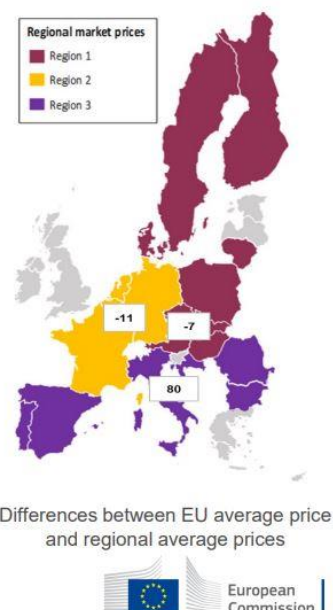 Regional market prices
Region 1
Region 2
Region 3
-11
-7
80
Differences between EU average price
and regional average prices
European
Commission